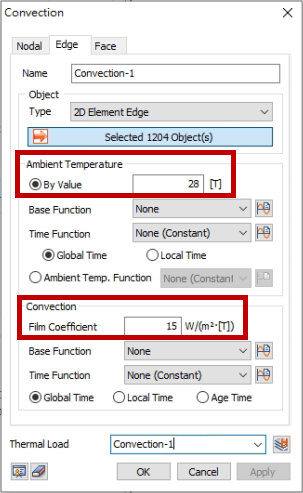 Convection
Nodal Edge Face
Name Convection-1
Object
Type 2D Element Edge
Selected 1204 Object(s)
Ambient Temperature
By Value 28 [T]
Base Function None
Time Function None (Constant)
Global Time Local Time
Ambient Temp. Function None (Constant
Convection
Film Coefficient 15 W/(m²·[T])
Base Function None
Time Function None (Constant)
Global Time Local Time Age Time
Thermal Load Convection-1
OK Cancel Apply